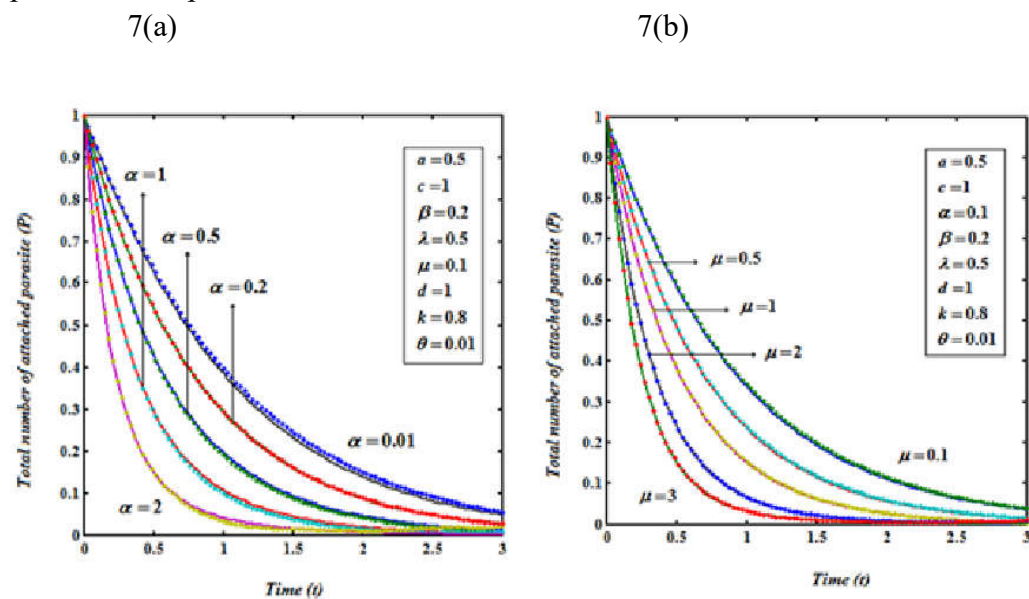 7(a)
7(b)
Total number of attached parasite (P)
1
0.9
0.8
0.7
0.6
0.5
0.4
0.3
0.2
0.1
0
α=1
α=0.5
α=0.2
α=0.01
α=2
a=0.5
c=1
β=0.2
λ=0.5
μ=0.1
d=1
k=0.8
θ=0.01
0 0.5 1 1.5 2 2.5 3
Time (t)
Total number of attached parasite (P)
1
0.9
0.8
0.7
0.6
0.5
0.4
0.3
0.2
0.1
0
μ=0.5
μ=1
μ=2
μ=0.1
μ=3
a=0.5
c=1
α=0.1
β=0.2
λ=0.5
d=1
k=0.8
θ=0.01
0 0.5 1 1.5 2 2.5 3
Time (t)